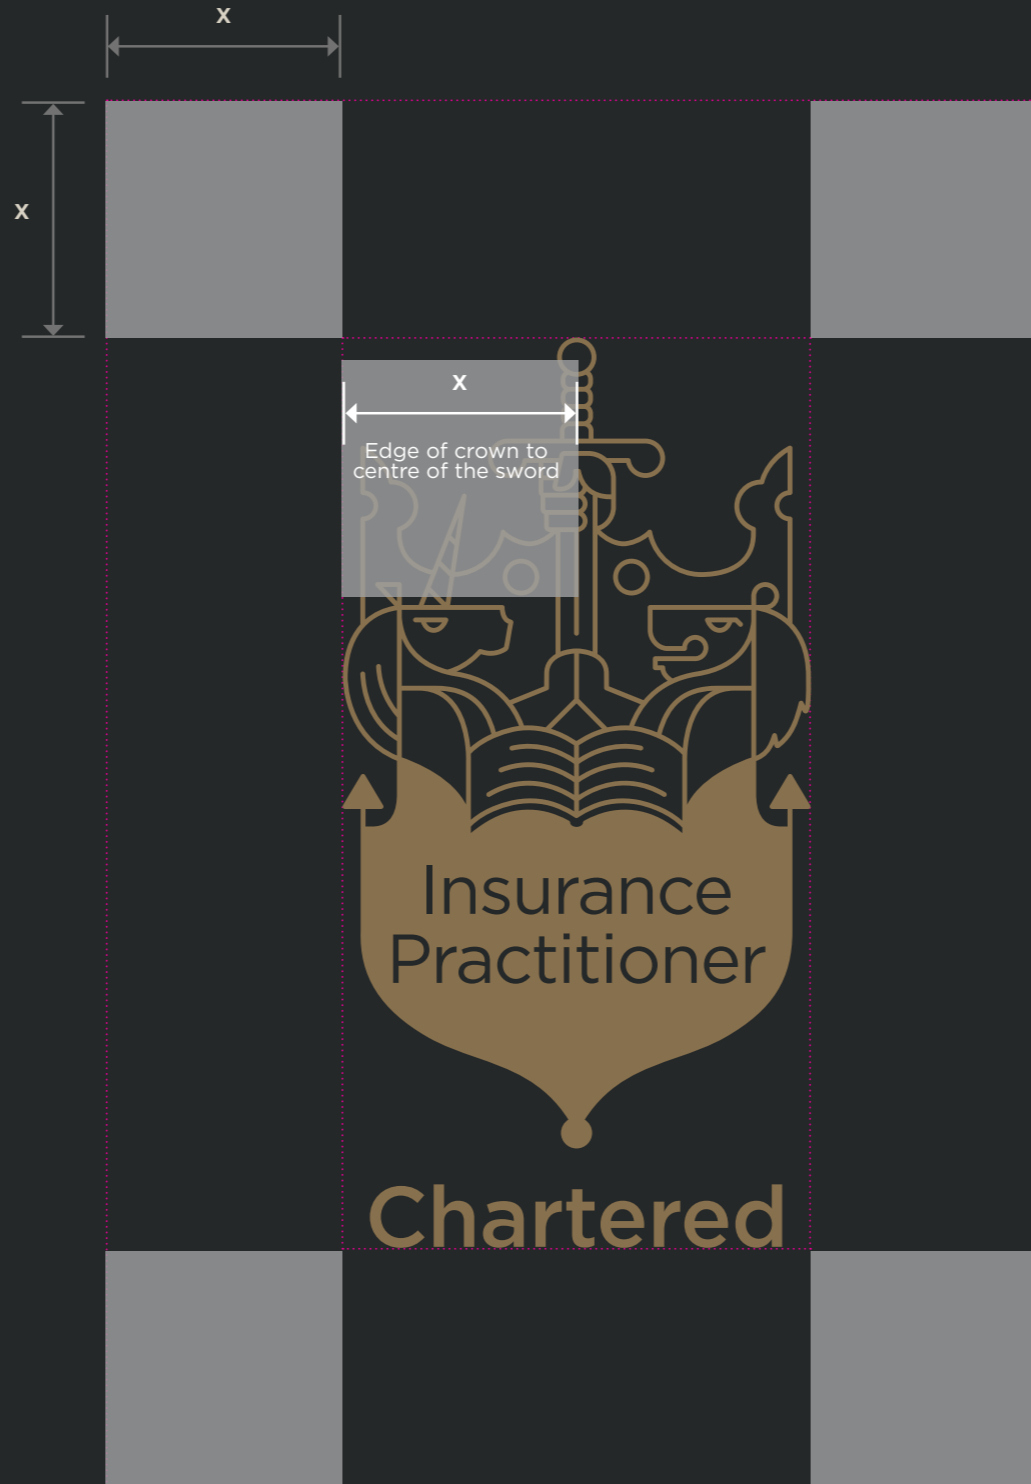 X
X
X
Edge of crown to
centre of the sword
Insurance
Practitioner
Chartered